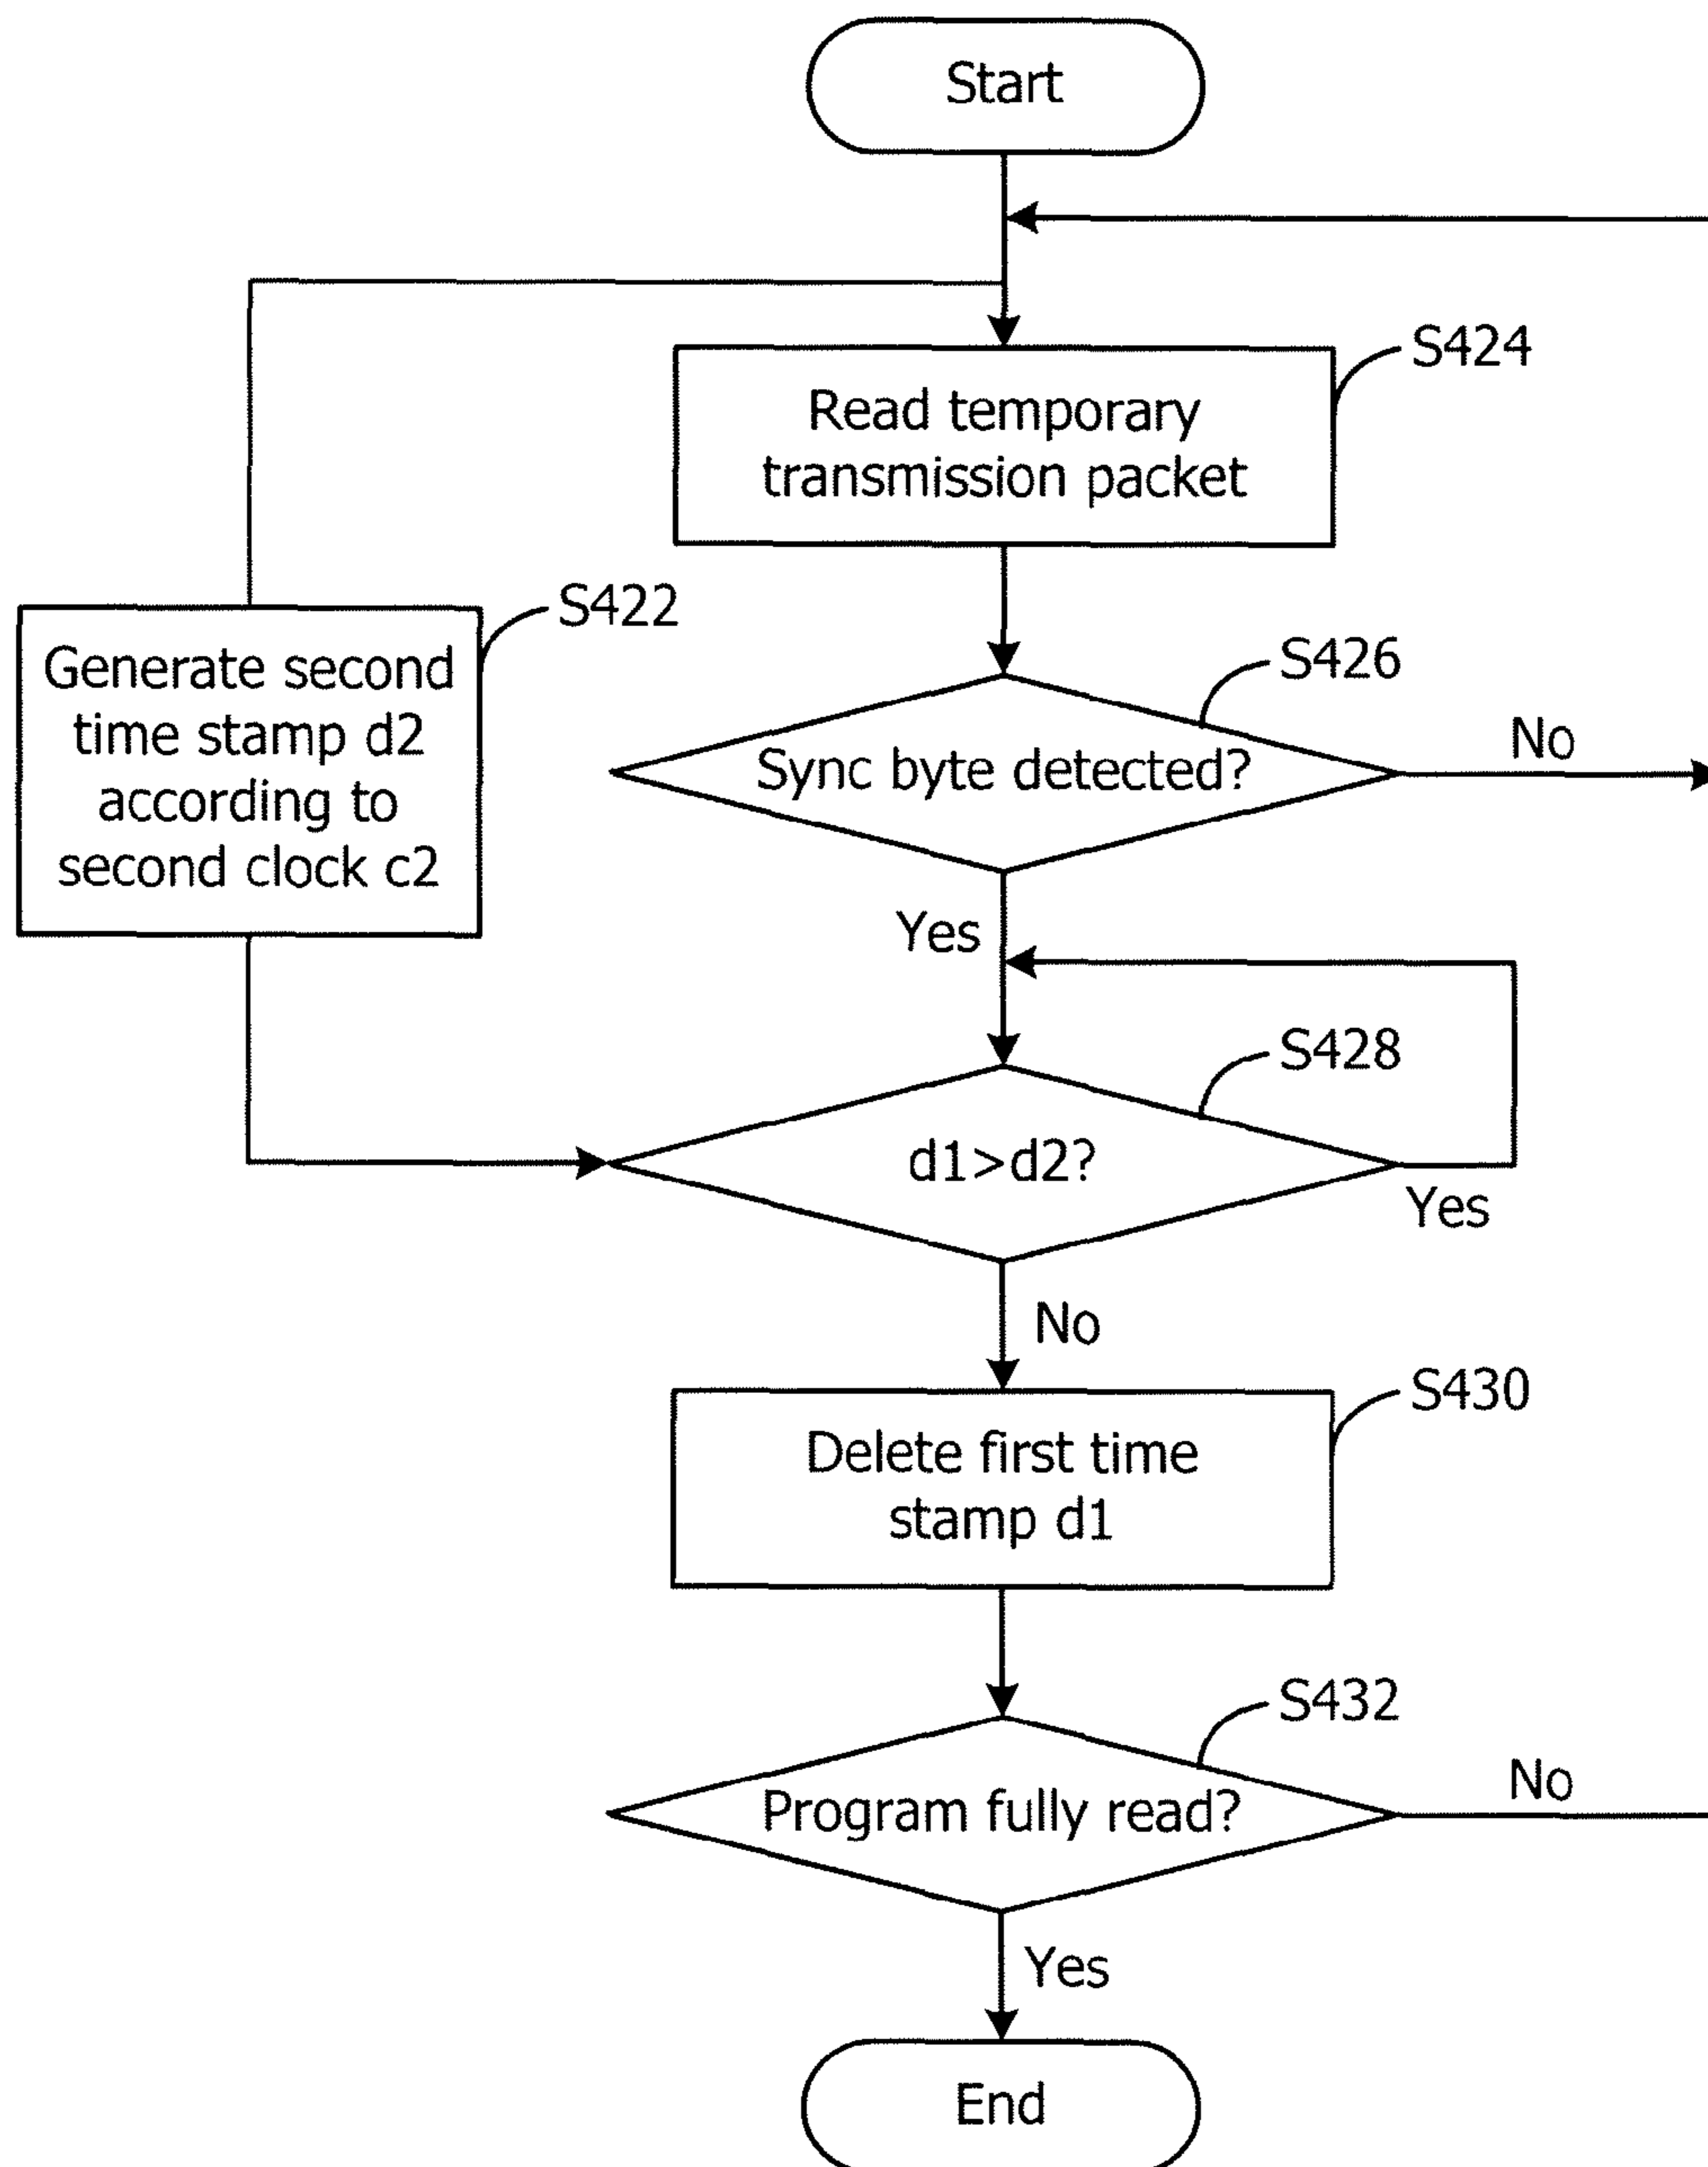 Start
S424
Read temporary
transmission packet
S422
Generate second
time stamp d2
according to
second clock c2
S426
Sync byte detected?
No
Yes
S428
d1>d2?
Yes
No
S430
Delete first time
stamp d1
S432
Program fully read?
No
Yes
End